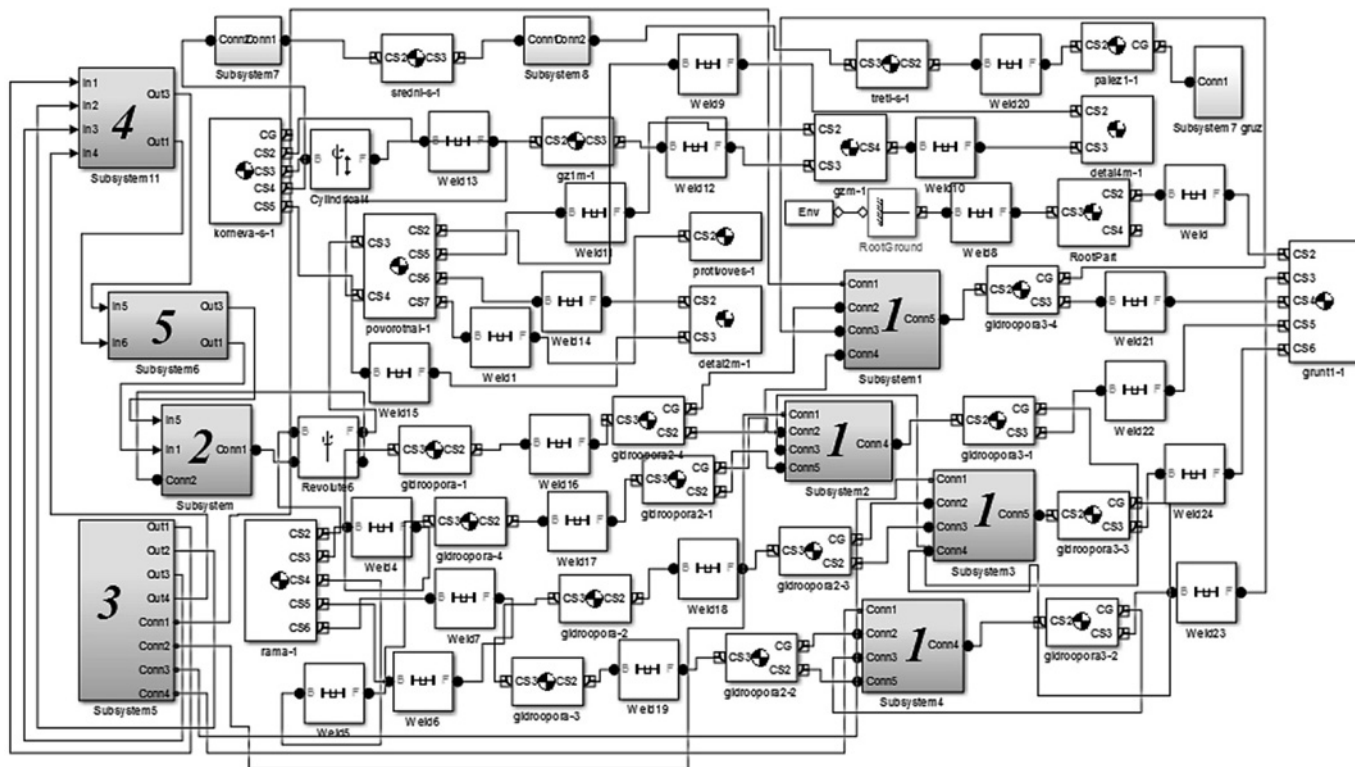 Conn2 Conn1
Subsystem7
CS2 CS3
sredni-s-1
Conn1 Conn2
Subsystem8
B F
Weld9
CS3 CS2
treti-s-1
B F
Weld20
CS2 CG
palez1-1
Conn1
Subsystem7 gruz
In1
In2
In3
In4
4
Out3
Out1
Subsystem11
CG
CS2
CS3
CS4
CS5
korneva-s-1
B F
Cylindrical4
B F
Weld13
CS2 CS3
gz1m-1
B F
Weld12
CS2
CS3
CS4
gzm-1
B F
Weld10
CS2
CS3
detal4m-1
Env
RootGround
B F
Weld8
CS3
CS2
CS4
RootPart
B F
Weld
CS2
CS3
CS4
CS5
CS6
grunt1-1
CS3
CS4
CS2
CS5
CS6
CS7
povorotnai-1
B F
Weld11
CS2
protivoves-1
B F
Weld14
B F
Weld1
CS2
CS3
detal2m-1
B F
Weld15
Conn1
Conn2
Conn3
Conn4
1
Conn5
Subsystem1
CS2
CG
CS3
gidroopora3-4
B F
Weld21
In5
In6
5
Out3
Out1
Subsystem6
In5
In1
Conn2
2
Conn1
Subsystem
B F
Revolute6
CS3 CS2
gidroopora-1
B F
Weld16
CS3
CG
CS2
gidroopora2-4
Conn1
Conn2
Conn3
Conn5
1
Conn4
Subsystem2
CS2
CG
CS3
gidroopora3-1
B F
Weld22
CG
CS2
gidroopora2-1
Out1
Out2
Out3
Out4
Conn1
Conn2
Conn3
Conn4
3
Subsystem5
CS2
CS3
CS4
CS5
CS6
rama-1
B F
Weld4
CS3 CS2
gidroopora-4
B F
Weld17
Conn1
Conn2
Conn3
Conn4
1
Conn5
Subsystem3
CS2
CG
CS3
gidroopora3-3
B F
Weld24
B F
Weld7
CS3 CS2
gidroopora-2
B F
Weld18
CS3
CG
CS2
gidroopora2-3
B F
Weld23
B F
Weld5
B F
Weld6
CS3 CS2
gidroopora-3
B F
Weld19
CS3
CG
CS2
gidroopora2-2
Conn1
Conn2
Conn3
Conn5
1
Conn4
Subsystem4
CS2
CG
CS3
gidroopora3-2